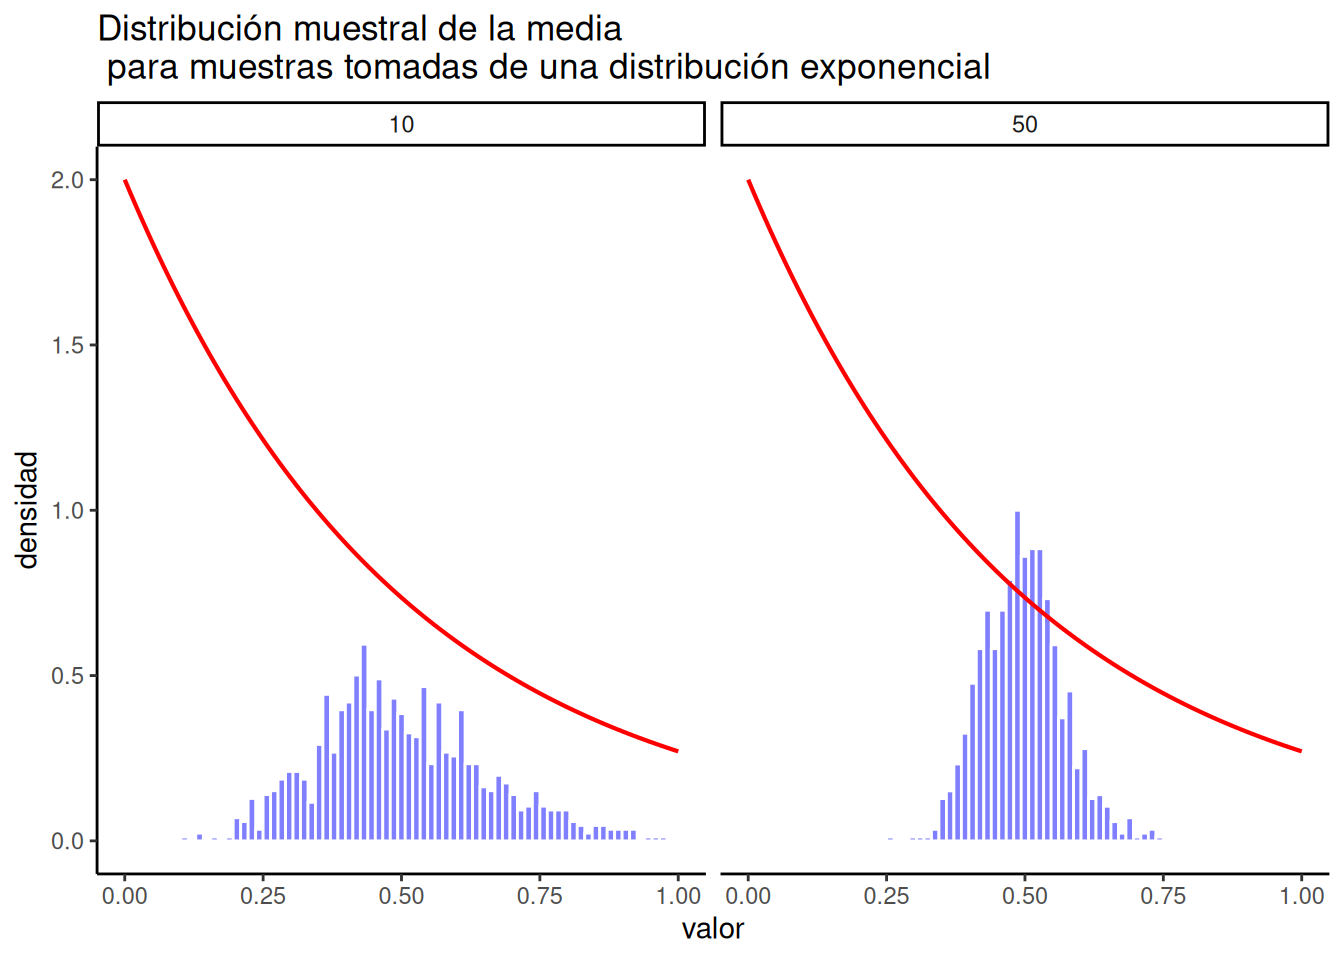 Distribución muestral de la media
para muestras tomadas de una distribución exponencial
10
50
2.0
1.5
1.0
0.5
0.0
densidad
0.00 0.25 0.50 0.75 1.00 0.00 0.25 0.50 0.75 1.00
valor